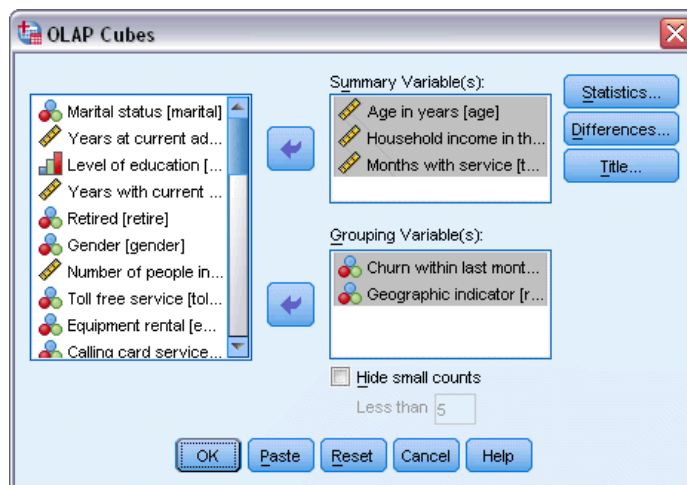 OLAP Cubes
Marital status [marital]
Years at current ad...
Level of education [...
Years with current ...
Retired [retire]
Gender [gender]
Number of people in...
Toll free service [tol...
Equipment rental [e...
Calling card service...
Summary Variable(s):
Age in years [age]
Household income in th...
Months with service [t...
Grouping Variable(s):
Churn within last mont...
Geographic indicator [r...
Hide small counts
Less than 5
Statistics...
Differences...
Title...
OK Paste Reset Cancel Help